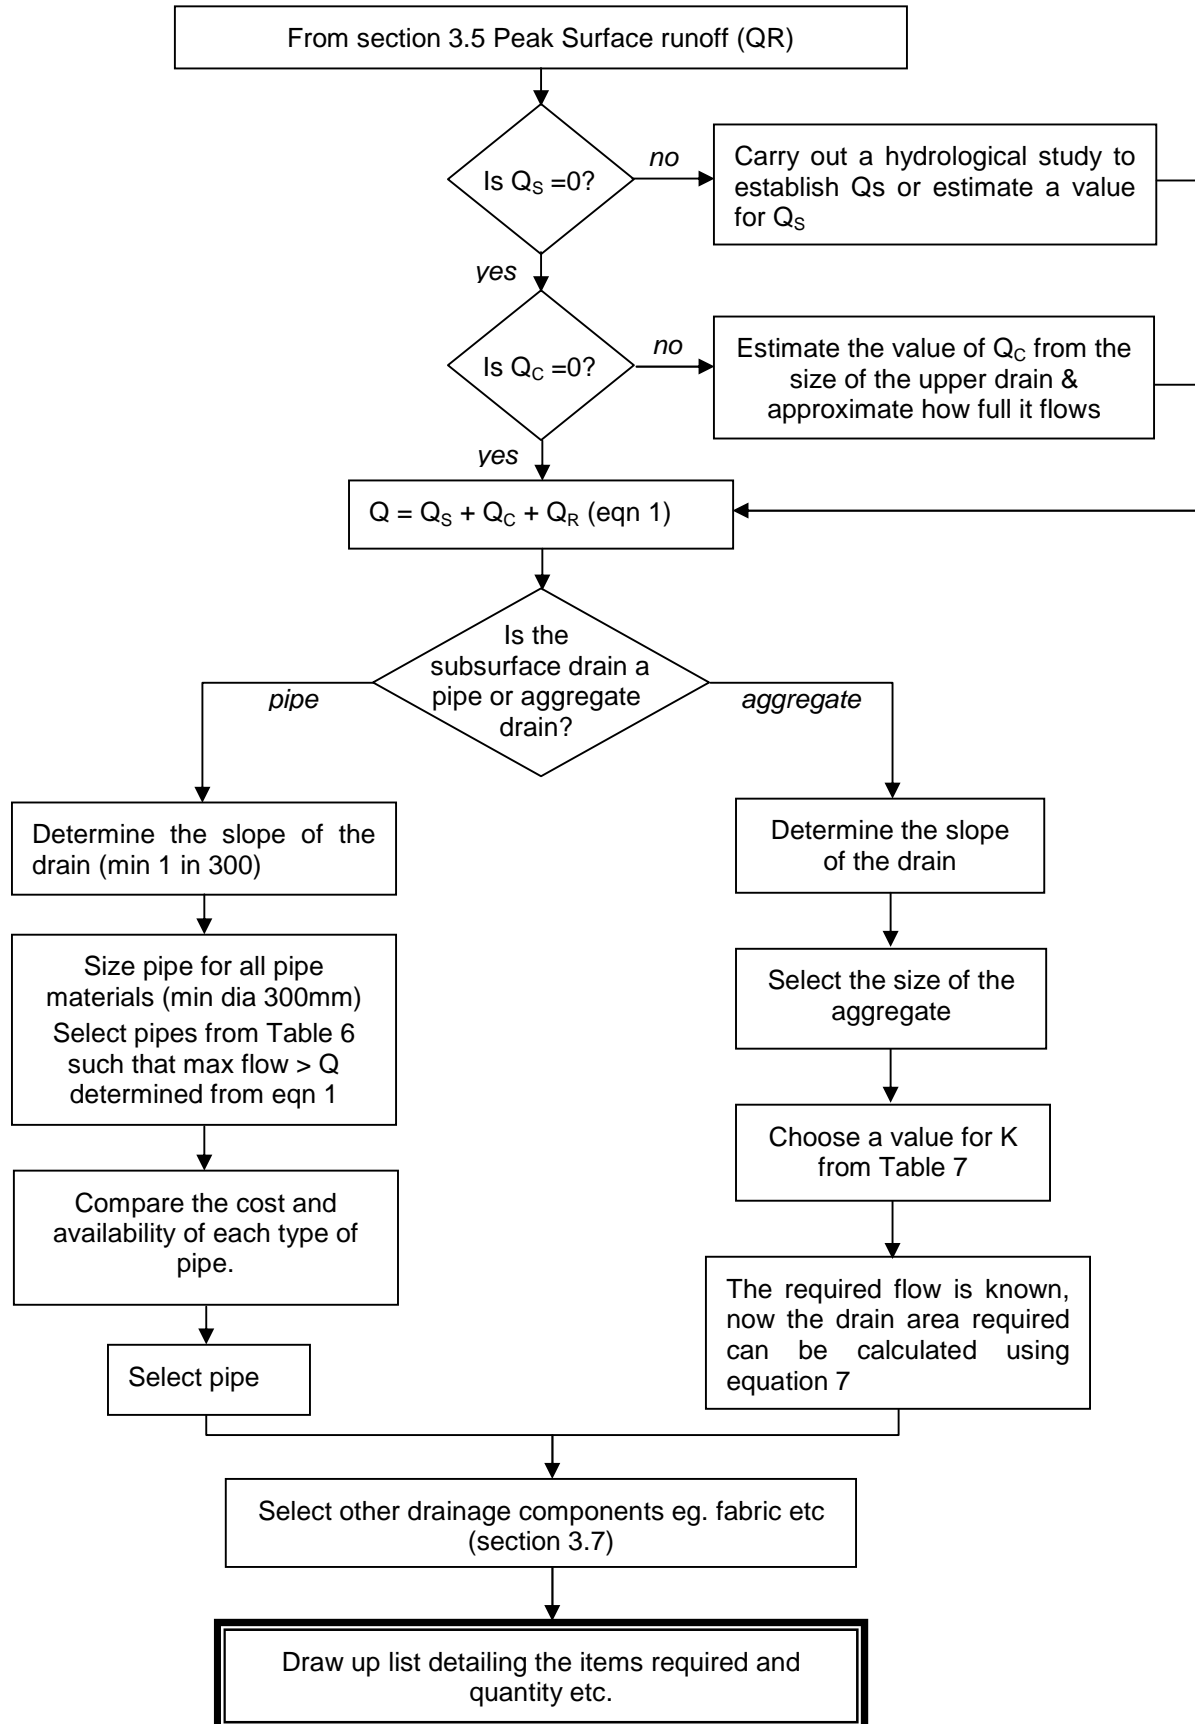 From section 3.5 Peak Surface runoff (QR)
Is Q_S =0?
no
Carry out a hydrological study to
establish Qs or estimate a value
for Q_S
yes
Is Q_C =0?
no
Estimate the value of Q_C from the
size of the upper drain &
approximate how full it flows
yes
Q = Q_S + Q_C + Q_R (eqn 1)
Is the
subsurface drain a
pipe or aggregate
drain?
pipe
aggregate
Determine the slope of the
drain (min 1 in 300)
Size pipe for all pipe
materials (min dia 300mm)
Select pipes from Table 6
such that max flow > Q
determined from eqn 1
Compare the cost and
availability of each type of
pipe.
Select pipe
Determine the slope
of the drain
Select the size of the
aggregate
Choose a value for K
from Table 7
The required flow is known,
now the drain area required
can be calculated using
equation 7
Select other drainage components eg. fabric etc
(section 3.7)
Draw up list detailing the items required and
quantity etc.